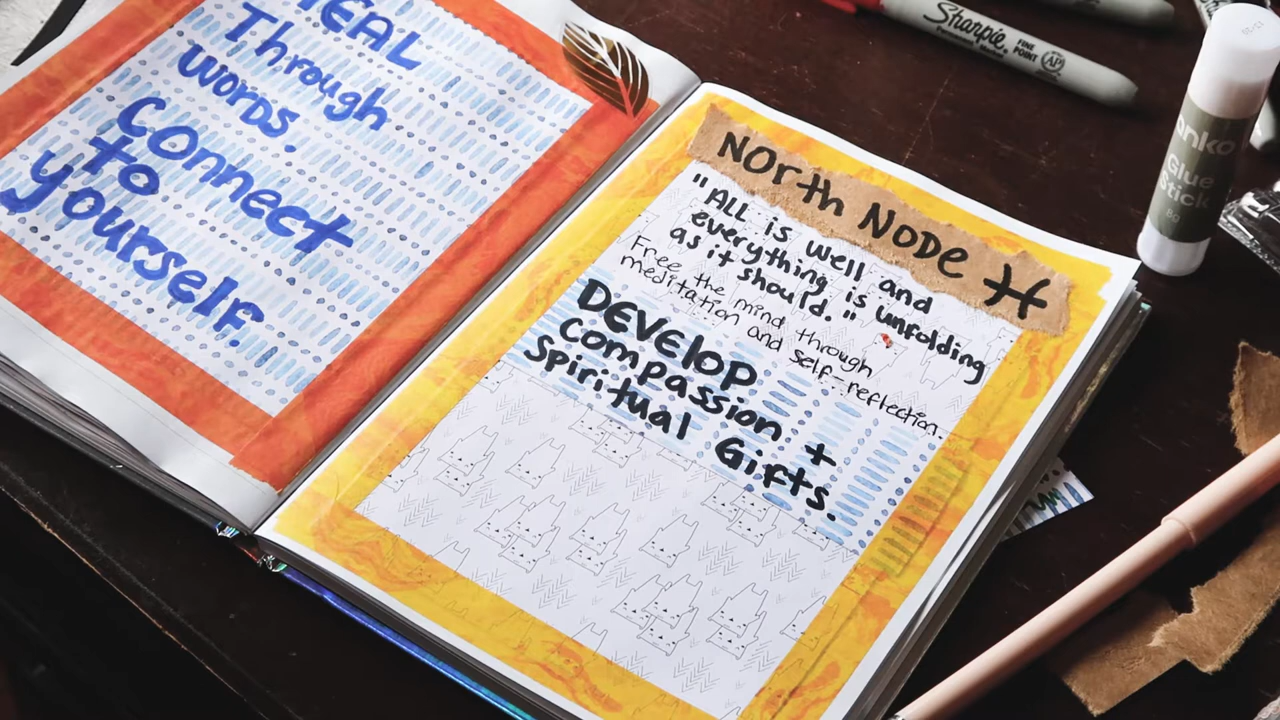 HEAL
Through
words.
Connect
to
yourself.
North Node ♓
"All is well and
everything is unfolding
as it should."
Free the mind through
meditation and self-reflection.
DEVELOP
Compassion +
Spiritual Gifts.
Sharpie
FINE
POINT
AP
anko
Glue
Stick
8g